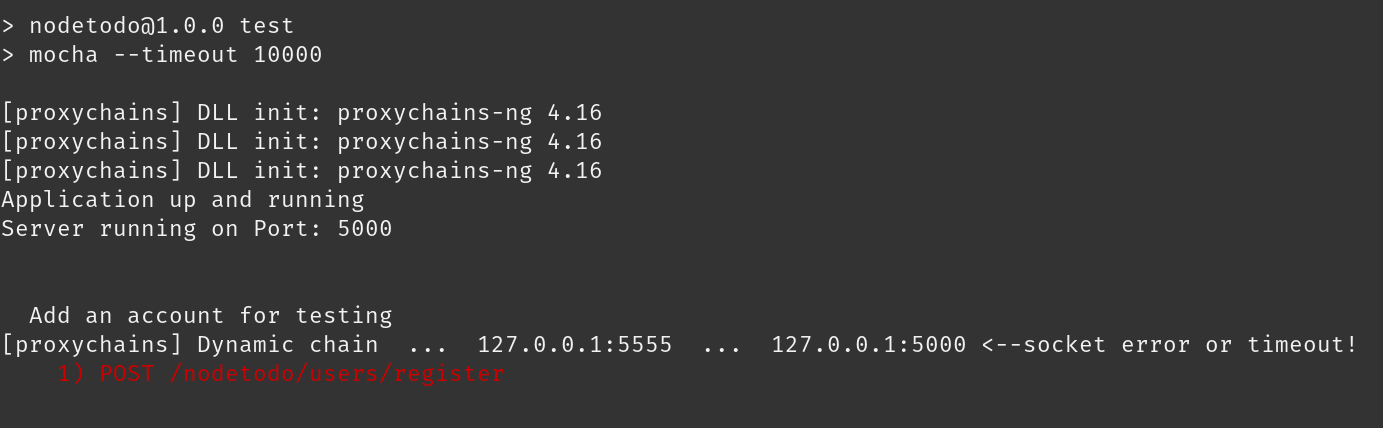 > nodetodo@1.0.0 test
> mocha --timeout 10000
[proxychains] DLL init: proxychains-ng 4.16
[proxychains] DLL init: proxychains-ng 4.16
[proxychains] DLL init: proxychains-ng 4.16
Application up and running
Server running on Port: 5000
Add an account for testing
[proxychains] Dynamic chain  ...  127.0.0.1:5555  ...  127.0.0.1:5000 <--socket error or timeout!
1) POST /nodetodo/users/register